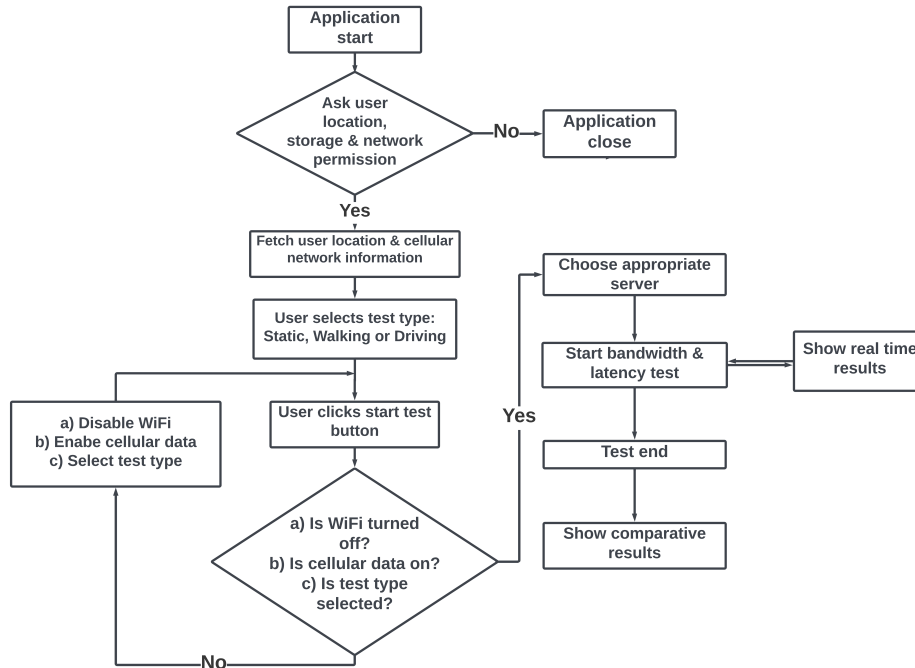 Application
start
Ask user
location,
storage & network
permission
No
Application
close
Yes
Fetch user location & cellular
network information
User selects test type:
Static, Walking or Driving
User clicks start test
button
a) Disable WiFi
b) Enabe cellular data
c) Select test type
a) Is WiFi turned
off?
b) Is cellular data on?
c) Is test type
selected?
No
Yes
Choose appropriate
server
Start bandwidth &
latency test
Show real time
results
Test end
Show comparative
results